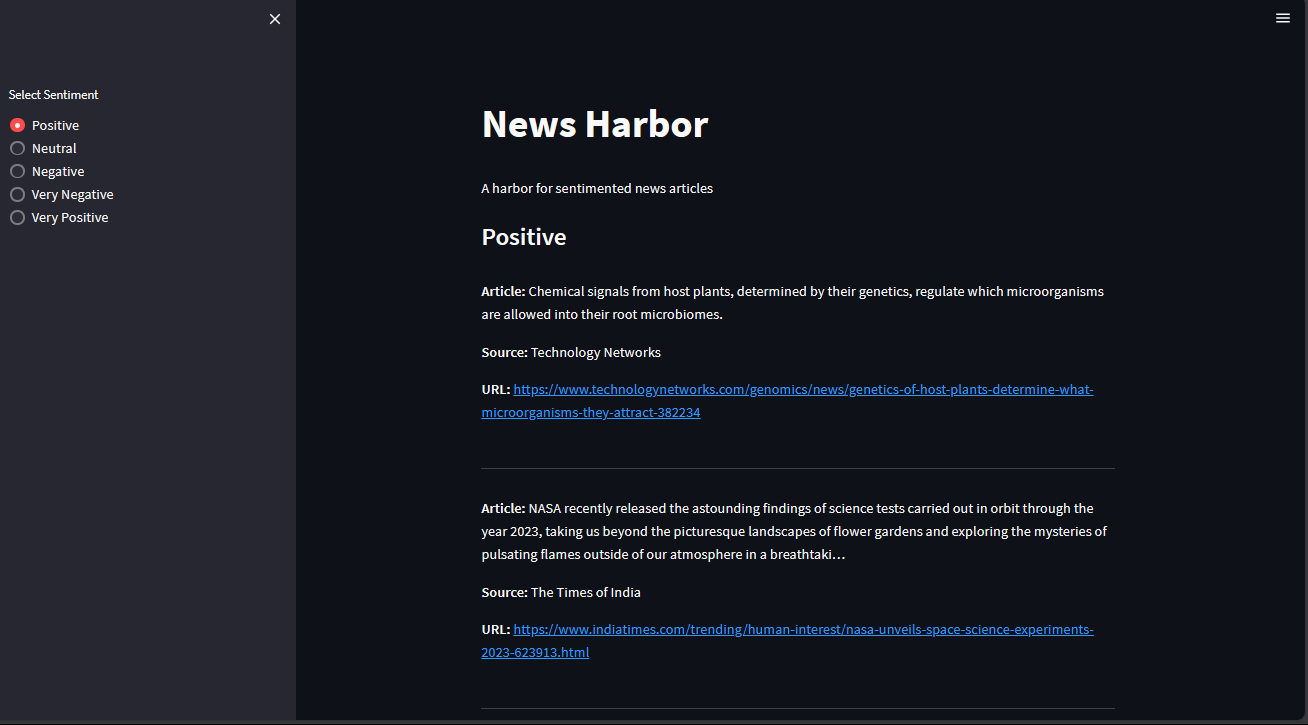 Select Sentiment
Positive
Neutral
Negative
Very Negative
Very Positive
News Harbor
A harbor for sentimented news articles
Positive
Article: Chemical signals from host plants, determined by their genetics, regulate which microorganisms
are allowed into their root microbiomes.
Source: Technology Networks
URL: https://www.technologynetworks.com/genomics/news/genetics-of-host-plants-determine-what-
microorganisms-they-attract-382234
Article: NASA recently released the astounding findings of science tests carried out in orbit through the
year 2023, taking us beyond the picturesque landscapes of flower gardens and exploring the mysteries of
pulsating flames outside of our atmosphere in a breathtaki…
Source: The Times of India
URL: https://www.indiatimes.com/trending/human-interest/nasa-unveils-space-science-experiments-
2023-623913.html